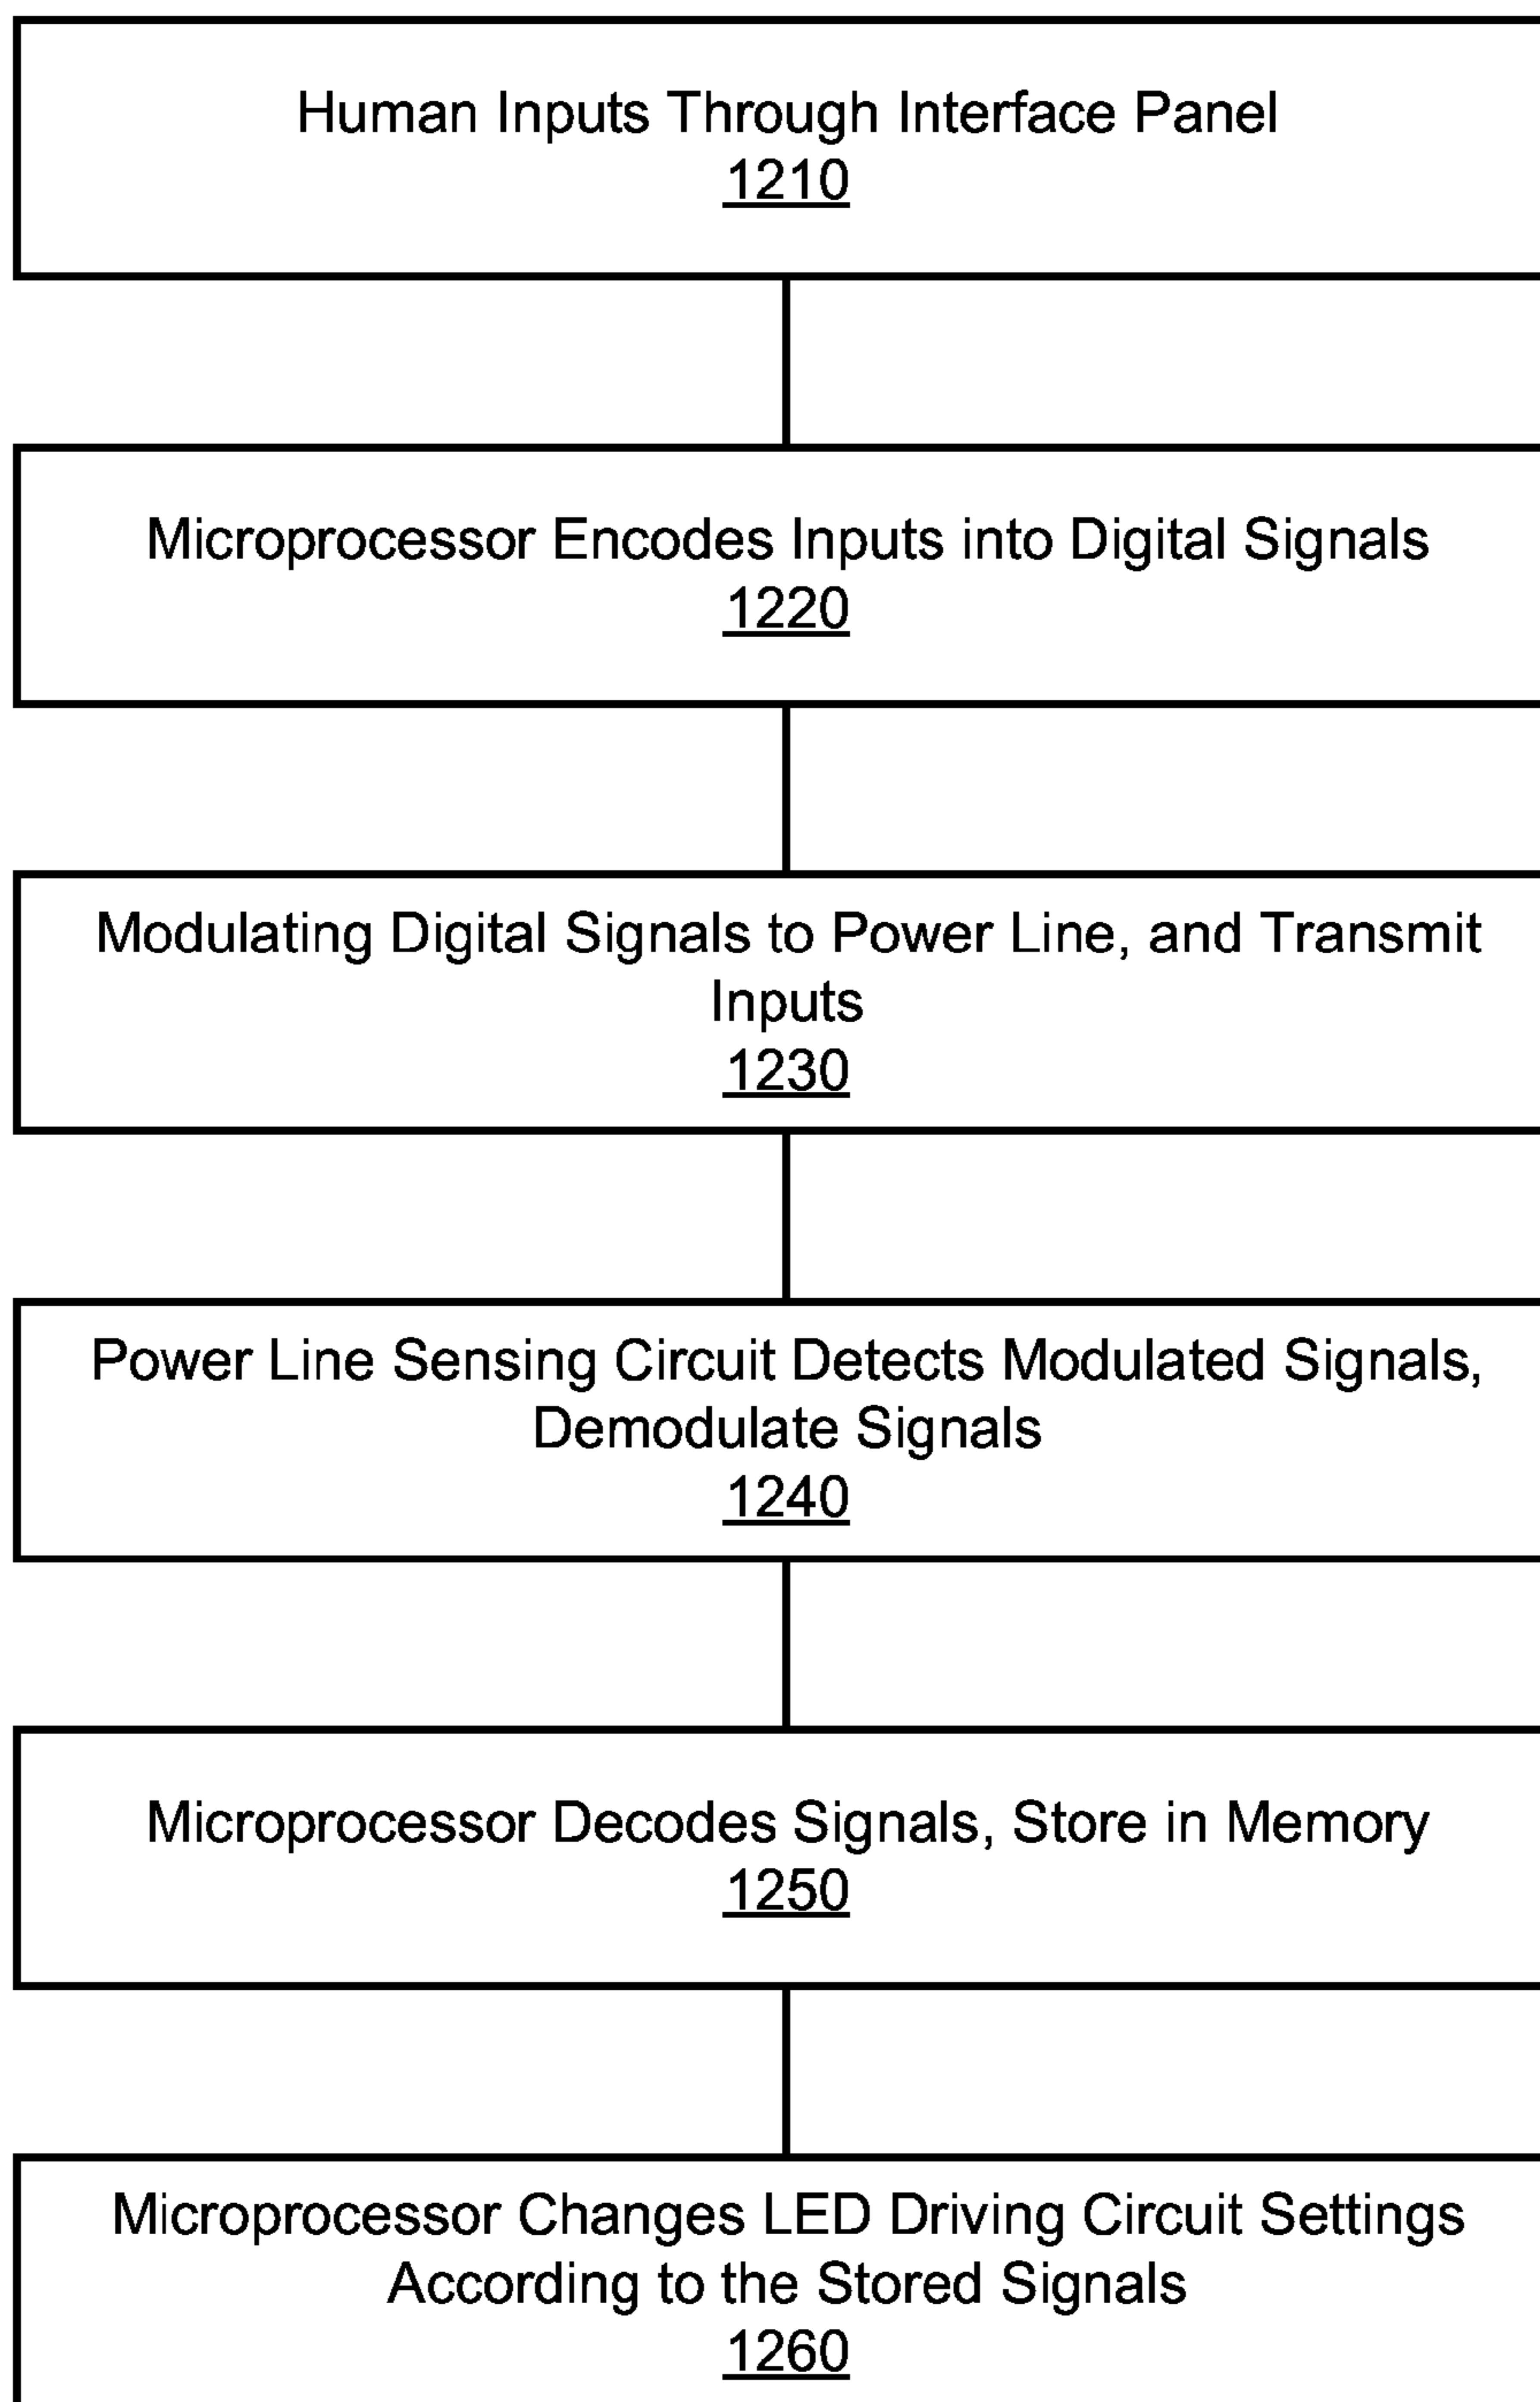 Human Inputs Through Interface Panel
1210
Microprocessor Encodes Inputs into Digital Signals
1220
Modulating Digital Signals to Power Line, and Transmit
Inputs
1230
Power Line Sensing Circuit Detects Modulated Signals,
Demodulate Signals
1240
Microprocessor Decodes Signals, Store in Memory
1250
Microprocessor Changes LED Driving Circuit Settings
According to the Stored Signals
1260